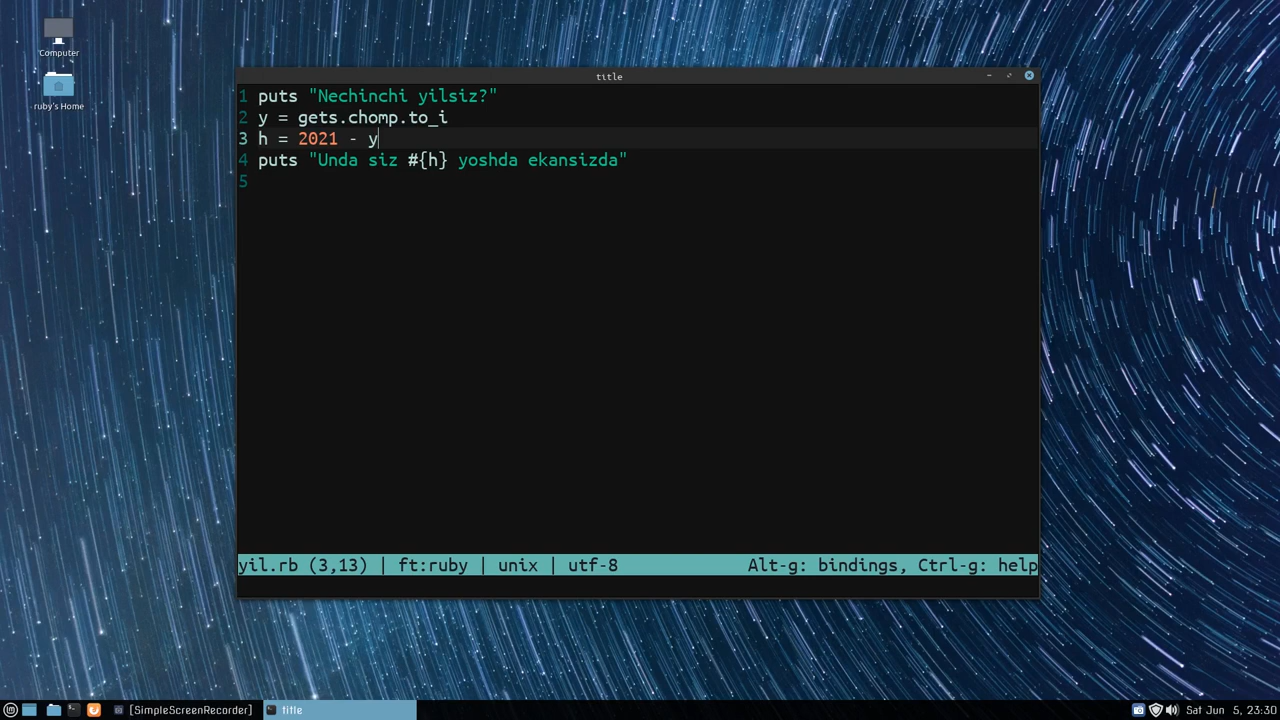 Computer
ruby's Home
title
1 puts "Nechinchi yilsiz?"
2 y = gets.chomp.to_i
3 h = 2021 - y
4 puts "Unda siz #{h} yoshda ekansizda"
5
yil.rb (3,13) | ft:ruby | unix | utf-8 Alt-g: bindings, Ctrl-g: help
[SimpleScreenRecorder] title Sat Jun 5, 23:30